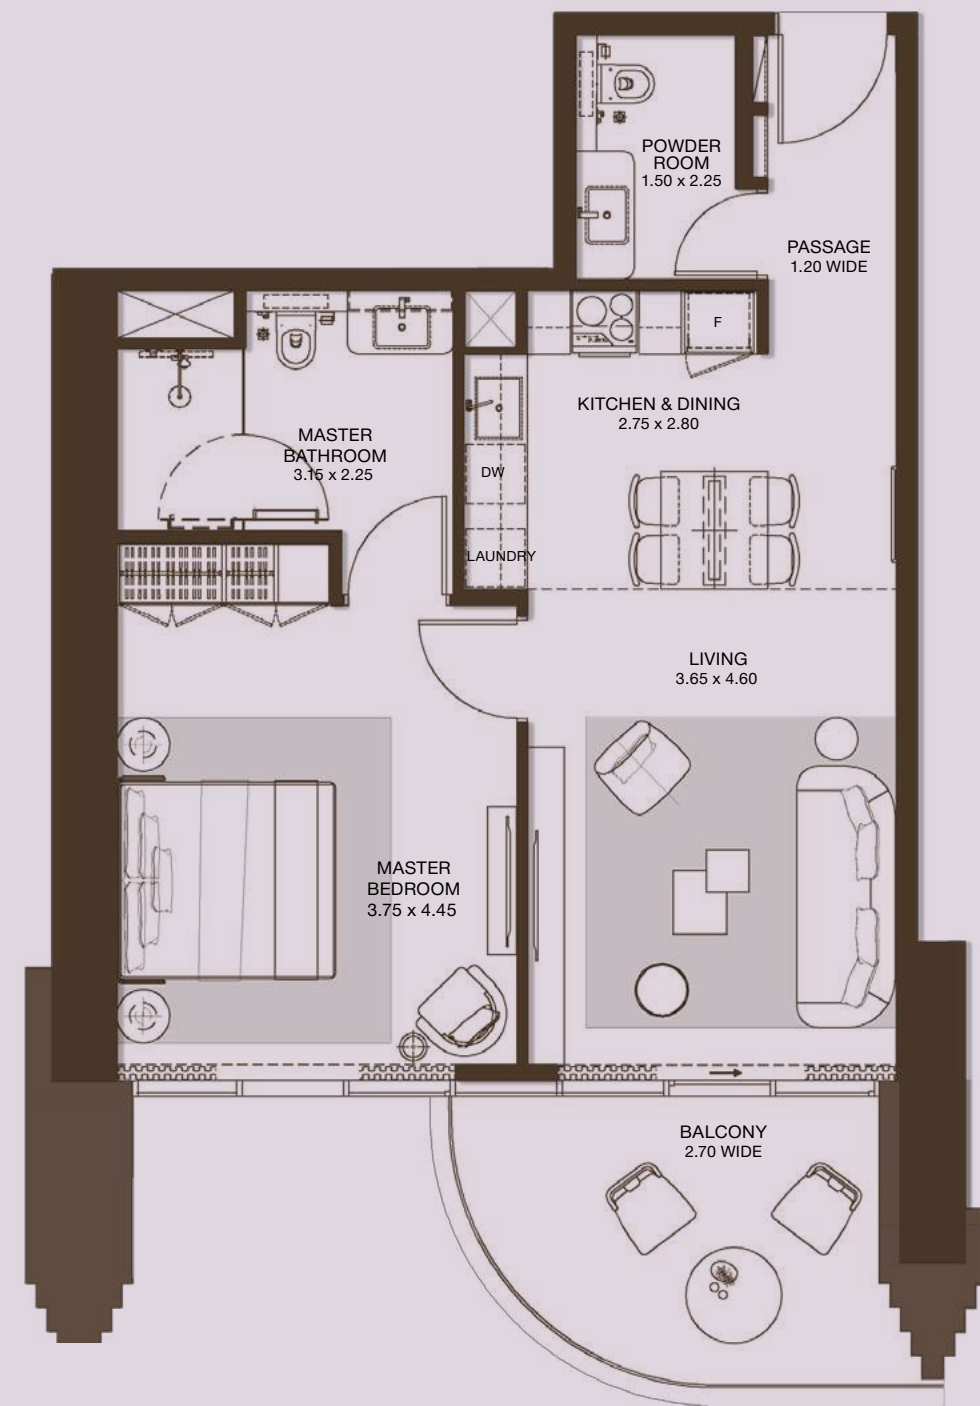 POWDER
ROOM
1.50 x 2.25
PASSAGE
1.20 WIDE
F
KITCHEN & DINING
2.75 x 2.80
MASTER
BATHROOM
3.15 x 2.25
DW
LAUNDRY
LIVING
3.65 x 4.60
MASTER
BEDROOM
3.75 x 4.45
BALCONY
2.70 WIDE